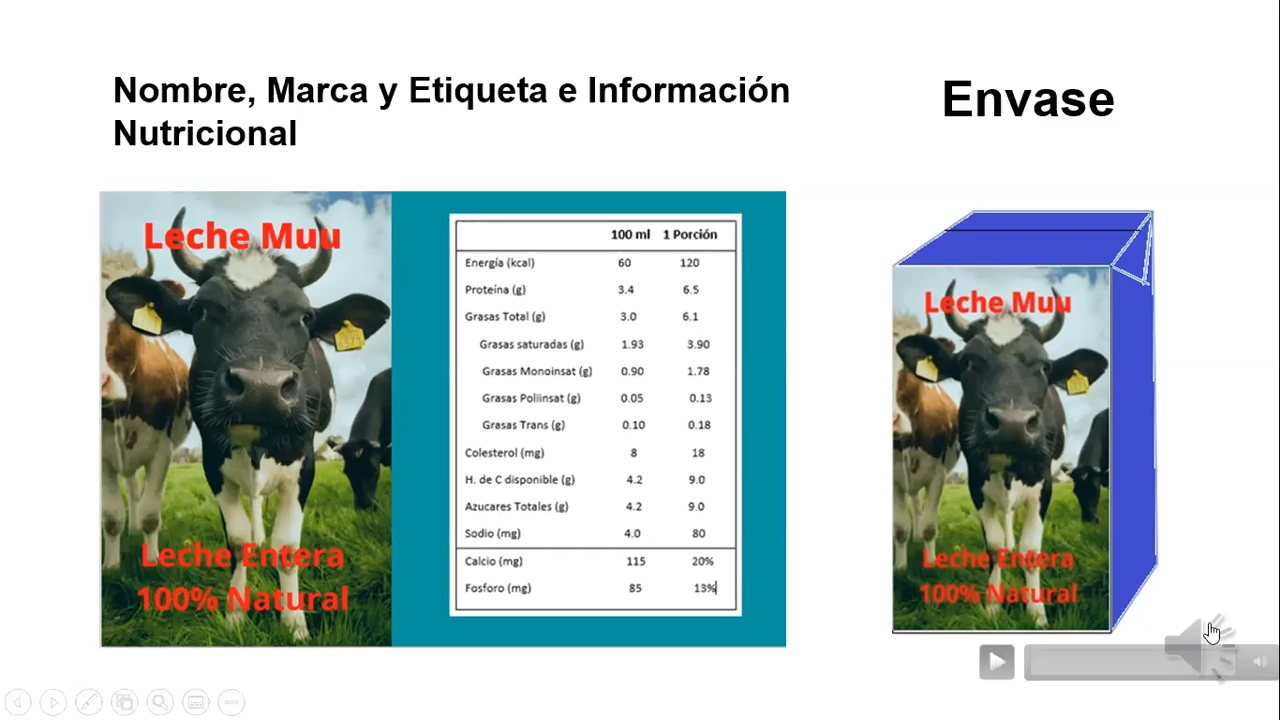 Nombre, Marca y Etiqueta e Información
Nutricional
Envase
Leche Muu
Leche Entera
100% Natural
100 ml 1 Porción
Energía (kcal) 60 120
Proteína (g) 3.4 6.5
Grasas Total (g) 3.0 6.1
Grasas saturadas (g) 1.93 3.90
Grasas Monoinsat (g) 0.90 1.78
Grasas Poliinsat (g) 0.05 0.13
Grasas Trans (g) 0.10 0.18
Colesterol (mg) 8 18
H. de C disponible (g) 4.2 9.0
Azucares Totales (g) 4.2 9.0
Sodio (mg) 4.0 80
Calcio (mg) 115 20%
Fosforo (mg) 85 13%
Leche Muu
Leche Entera
100% Natural